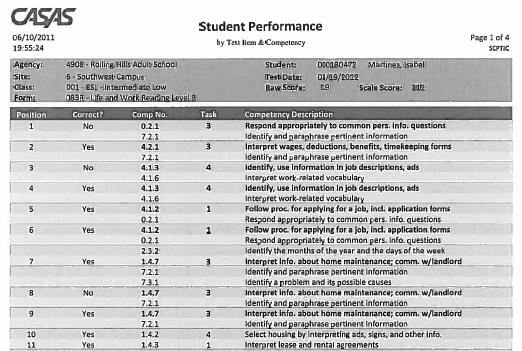 CASAS
Student Performance
06/10/2011
19:55:24
by Test Item & Competency
Page 1 of 4
SCPTIC
Agency: 4908 - Rolling Hills Adult School Student: 000180472 Martinez, Isabel
Site: 6 - Southwest Campus Test Date: 01/19/2012
Class: 001 - ESL - Intermediate Low Raw Score: 19 Scale Score: 212
Form: 083R - Life and Work Reading Level B
Position Correct? Comp No. Task Competency Description
1 No 0.2.1 3 Respond appropriately to common pers. info. questions
7.2.1 Identify and paraphrase pertinent information
2 Yes 4.2.1 3 Interpret wages, deductions, benefits, timekeeping forms
7.2.1 Identify and paraphrase pertinent information
3 No 4.1.3 4 Identify, use information in job descriptions, ads
4.1.6 Interpret work-related vocabulary
4 Yes 4.1.3 4 Identify, use information in job descriptions, ads
4.1.6 Interpret work-related vocabulary
5 Yes 4.1.2 1 Follow proc. for applying for a job, incl. application forms
0.2.1 Respond appropriately to common pers. info. questions
6 Yes 4.1.2 1 Follow proc. for applying for a job, incl. application forms
0.2.1 Respond appropriately to common pers. info. questions
2.3.2 Identify the months of the year and the days of the week
7 Yes 1.4.7 3 Interpret info. about home maintenance; comm. w/landlord
7.2.1 Identify and paraphrase pertinent information
7.3.1 Identify a problem and its possible causes
8 No 1.4.7 3 Interpret info. about home maintenance; comm. w/landlord
7.2.1 Identify and paraphrase pertinent information
9 Yes 1.4.7 3 Interpret info. about home maintenance; comm. w/landlord
7.2.1 Identify and paraphrase pertinent information
10 Yes 1.4.2 4 Select housing by interpreting ads, signs, and other info.
11 Yes 1.4.3 1 Interpret lease and rental agreements